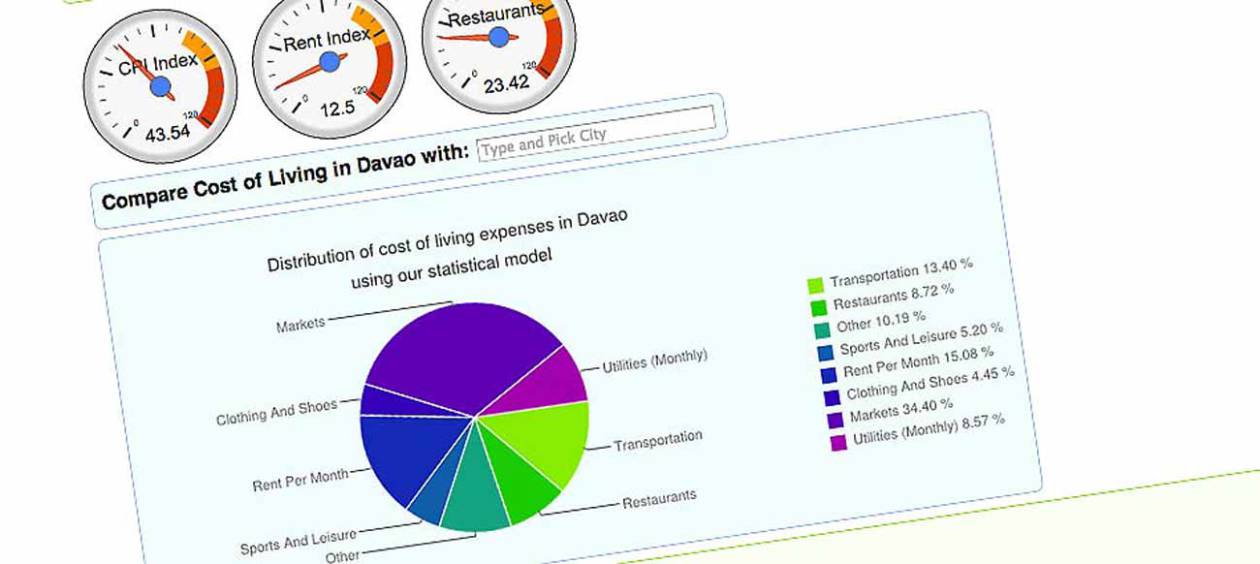 CPI Index
0
120
43.54
Rent Index
0
120
12.5
Restaurants
0
120
23.42
Compare Cost of Living in Davao with: Type and Pick City
Distribution of cost of living expenses in Davao
using our statistical model
Markets
Utilities (Monthly)
Clothing And Shoes
Transportation
Rent Per Month
Restaurants
Sports And Leisure
Other
Transportation 13.40 %
Restaurants 8.72 %
Other 10.19 %
Sports And Leisure 5.20 %
Rent Per Month 15.08 %
Clothing And Shoes 4.45 %
Markets 34.40 %
Utilities (Monthly) 8.57 %